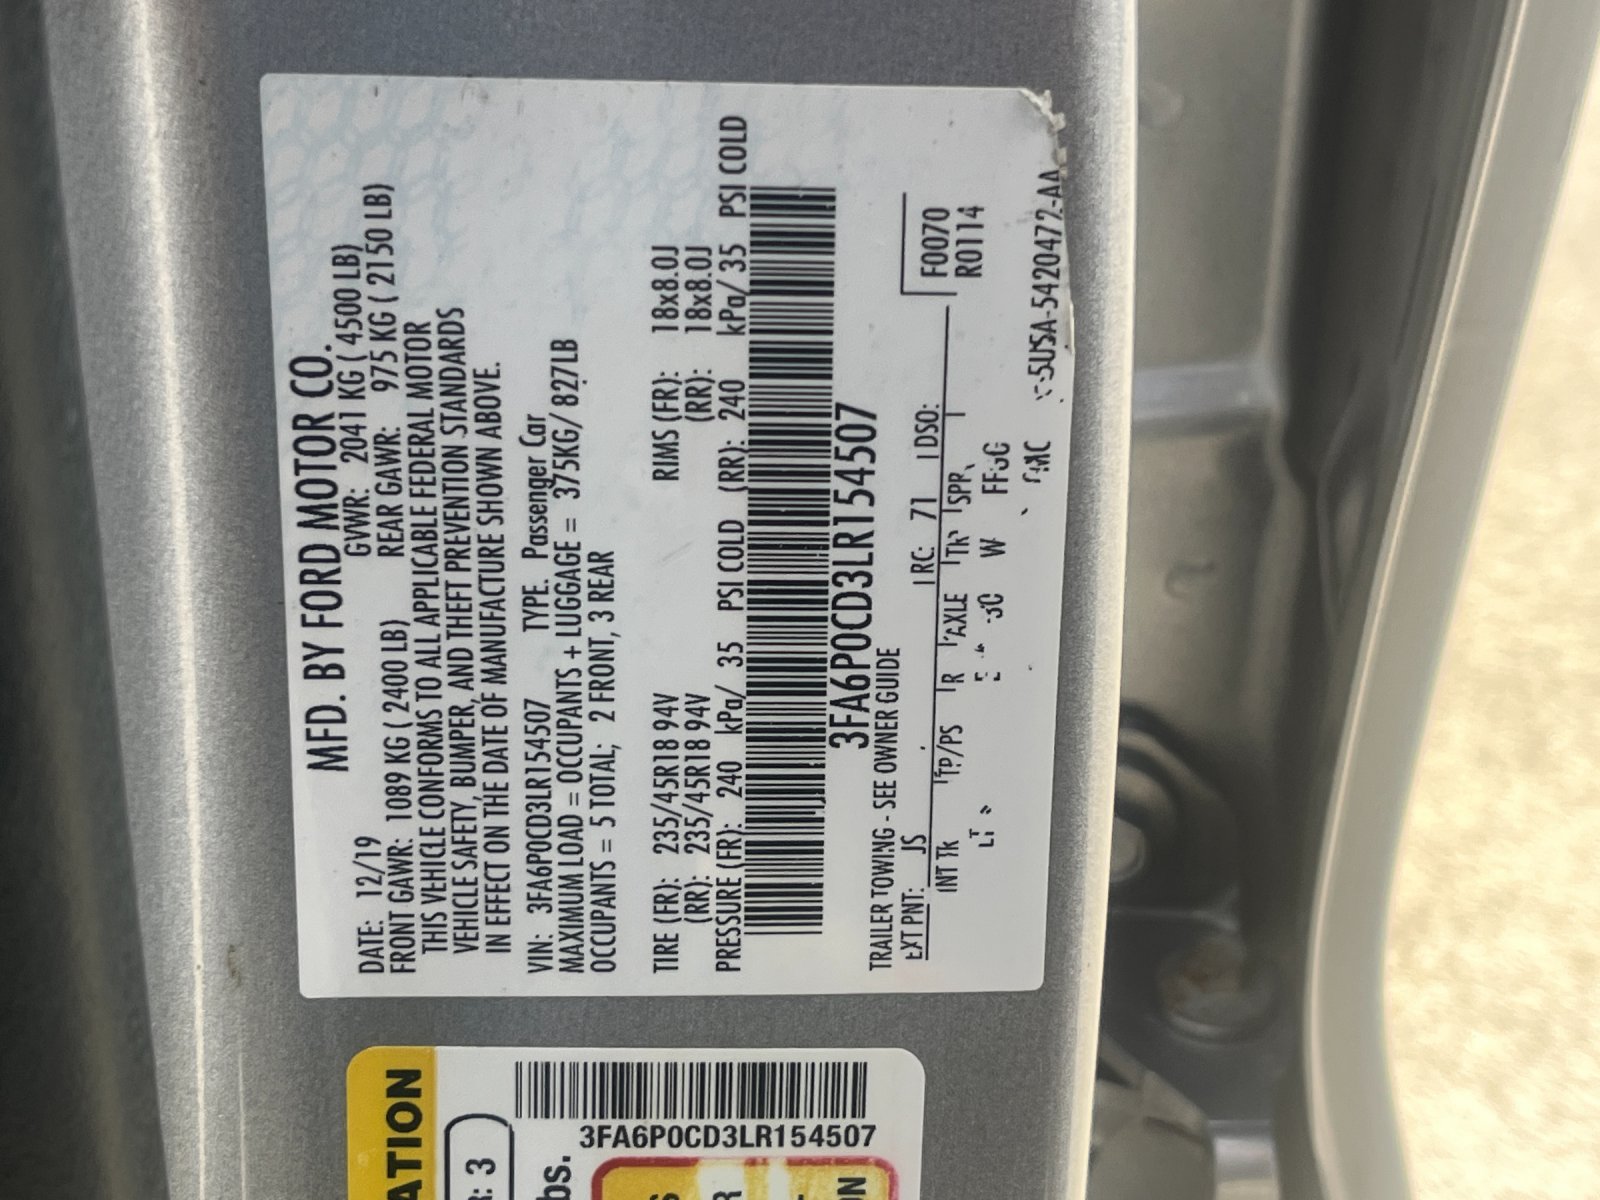 MFD. BY FORD MOTOR CO.
DATE: 12/19 GVWR: 2041 KG ( 4500 LB)
FRONT GAWR: 1089 KG ( 2400 LB) REAR GAWR: 975 KG ( 2150 LB)
THIS VEHICLE CONFORMS TO ALL APPLICABLE FEDERAL MOTOR
VEHICLE SAFETY, BUMPER, AND THEFT PREVENTION STANDARDS
IN EFFECT ON THE DATE OF MANUFACTURE SHOWN ABOVE.
VIN: 3FA6P0CD3LR154507 TYPE. Passenger Car
MAXIMUM LOAD = OCCUPANTS + LUGGAGE = 375KG/ 827LB
OCCUPANTS = 5 TOTAL; 2 FRONT, 3 REAR
TIRE (FR): 235/45R18 94V RIMS (FR): 18x8.0J
(RR): 235/45R18 94V (RR): 18x8.0J
PRESSURE (FR): 240 kPa/ 35 PSI COLD (RR): 240 kPa/ 35 PSI COLD
3FA6P0CD3LR154507
TRAILER TOWING - SEE OWNER GUIDE
EXT PNT: JS RC: 71 DSO: F0070
INT TR TP/PS R AXLE TR SPR R0114
LT W
5USA-5420472-AA
ATION
R: 3
3FA6P0CD3LR154507
bs.